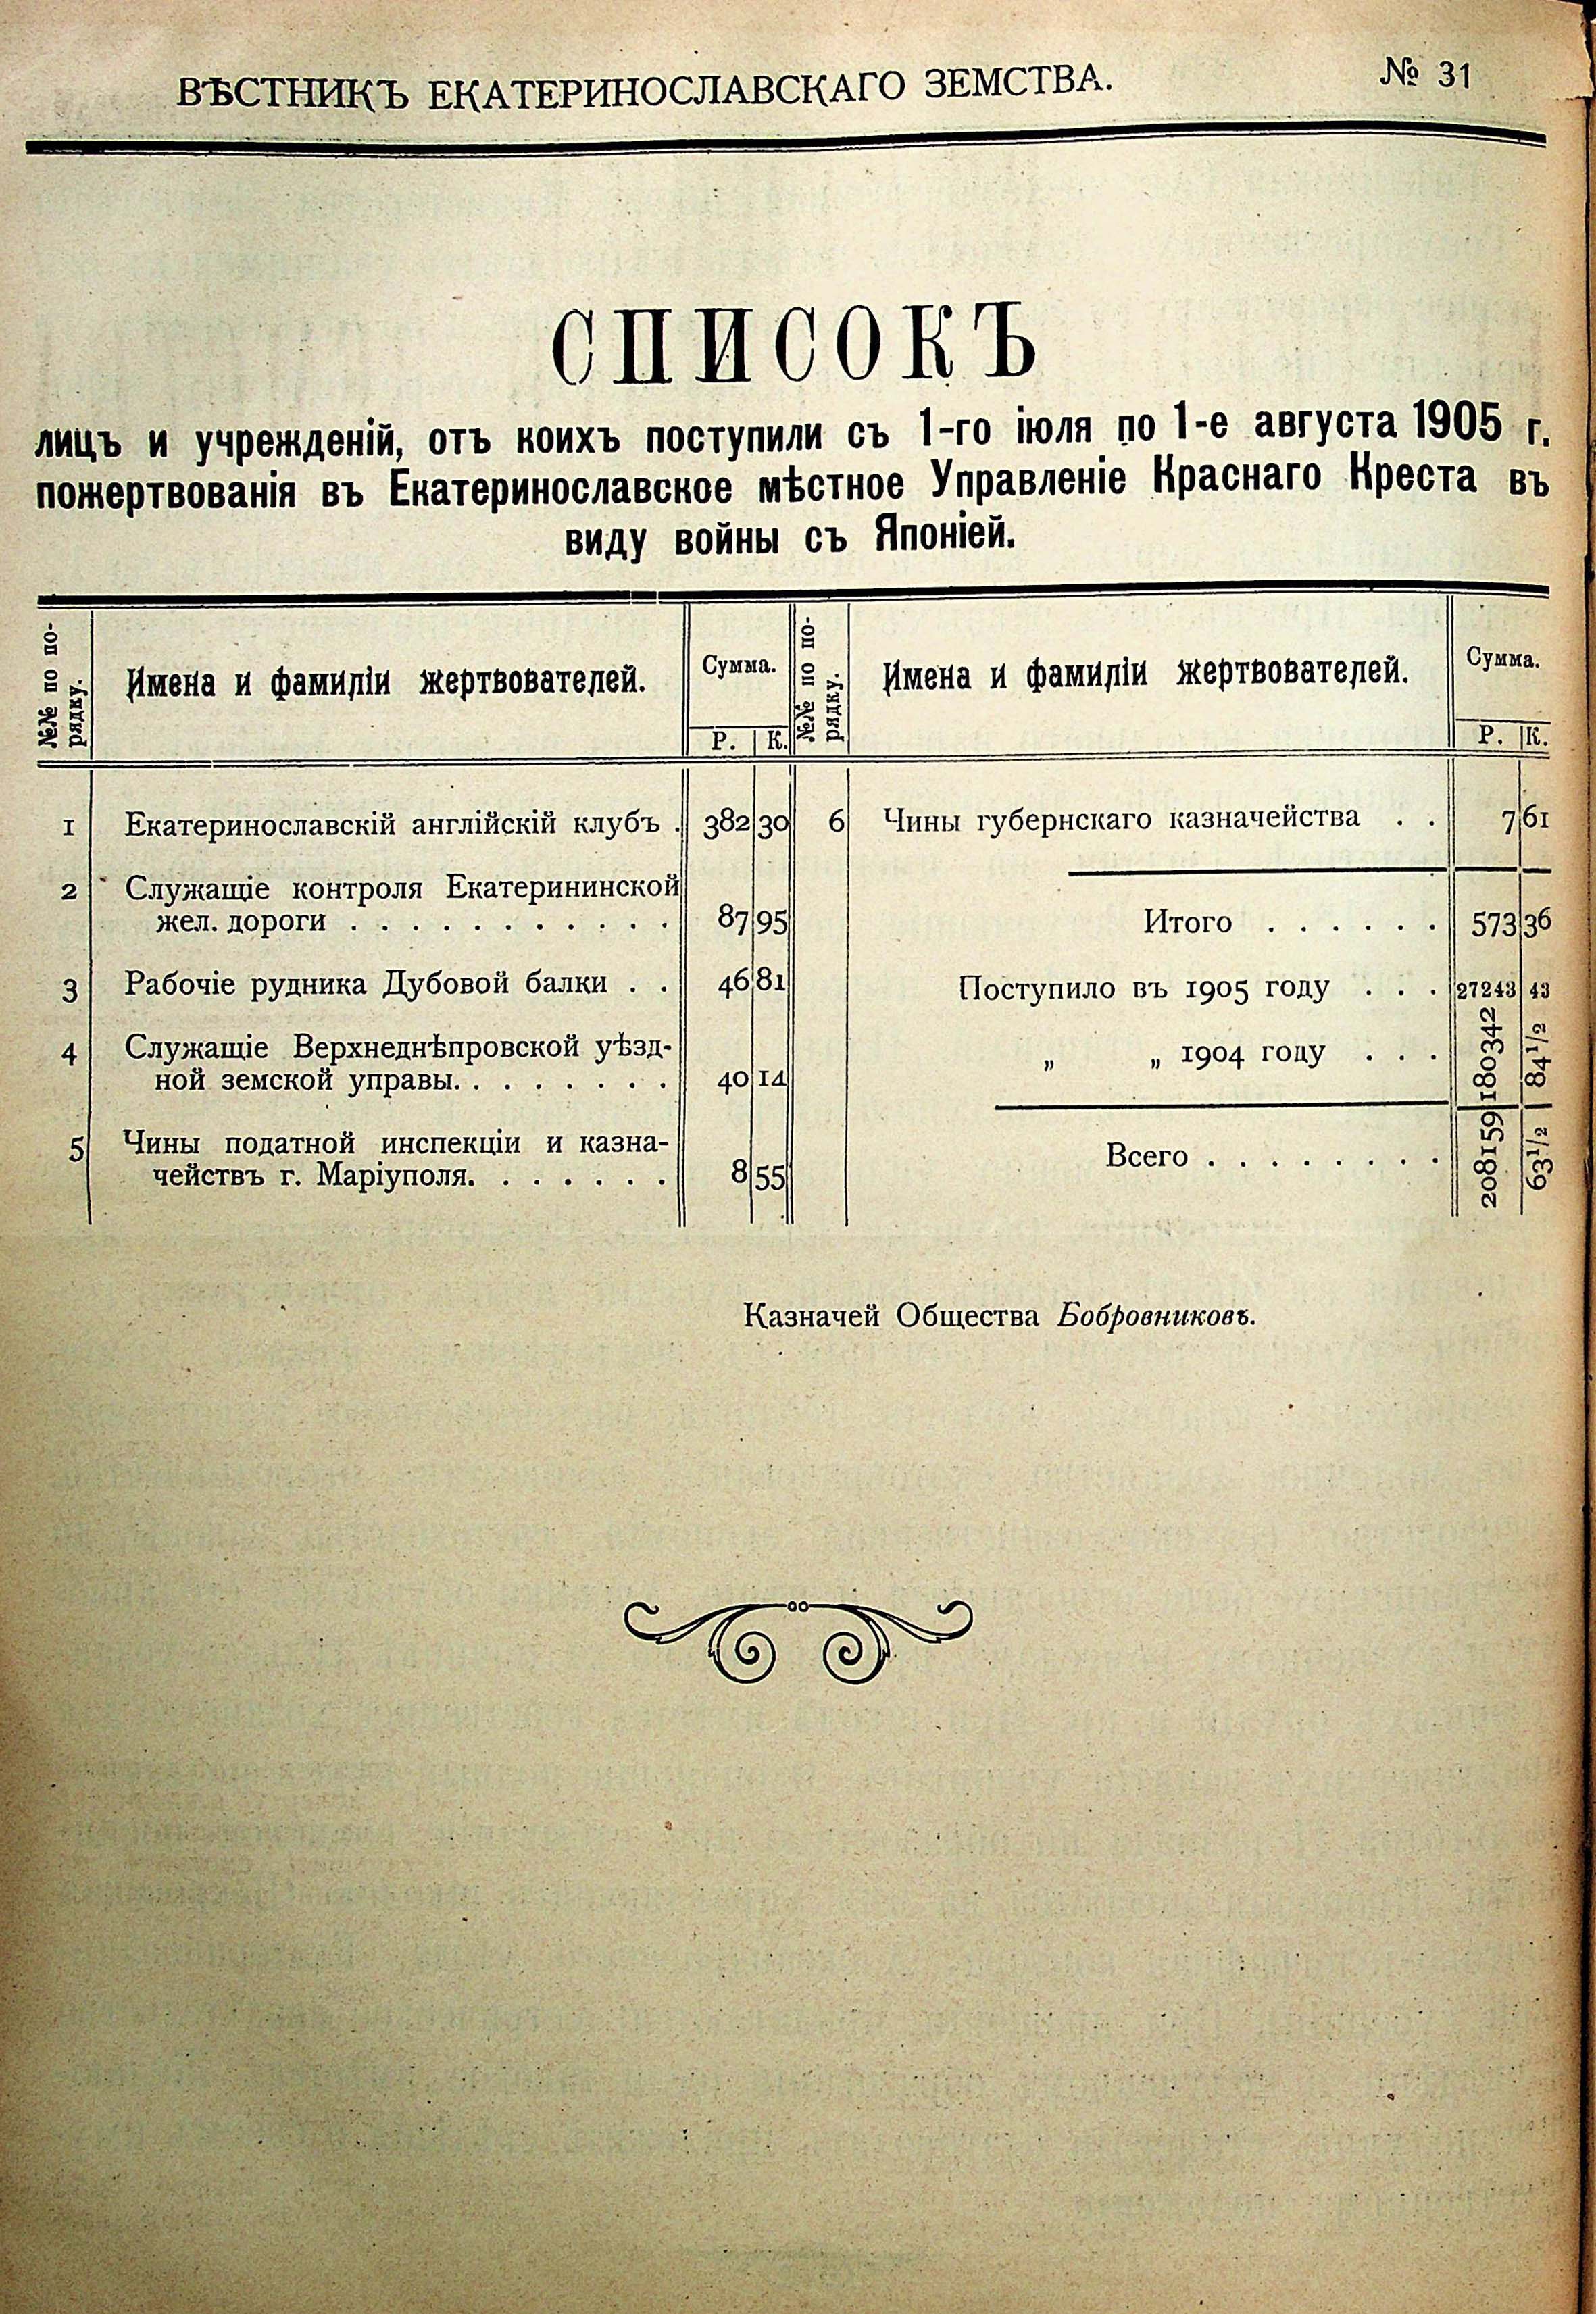 ВѢСТНИКЪ ЕКАТЕРИНОСЛАВСКАГО ЗЕМСТВА. № 31
СПИСОКЪ
лицъ и учрежденій, отъ коихъ поступили съ 1-го іюля по 1-е августа 1905 г.
пожертвованія въ Екатеринославское мѣстное Управленіе Краснаго Креста въ
виду войны съ Японіей.
№№ по по-
рядку.
Имена и фамиліи жертвователей.
Сумма.
Р. К.
1 Екатеринославскій англійскій клубъ . 382 30
2 Служащіе контроля Екатерининской
жел. дороги . . . . . . . . . . . 87 95
3 Рабочіе рудника Дубовой балки . . 46 81
4 Служащіе Верхнеднѣпровской уѣзд-
ной земской управы. . . . . . . . 40 14
5 Чины податной инспекціи и казна-
чействъ г. Маріуполя. . . . . . . 8 55
№№ по по-
рядку.
Имена и фамиліи жертвователей.
Сумма.
Р. К.
6 Чины губернскаго казначейства . . 7 61
Итого . . . . . . 573 36
Поступило въ 1905 году . . . 27243 43
„ „ 1904 году . . . 180342 84½
Всего . . . . . . . . 208159 63½
Казначей Общества Бобровниковъ.